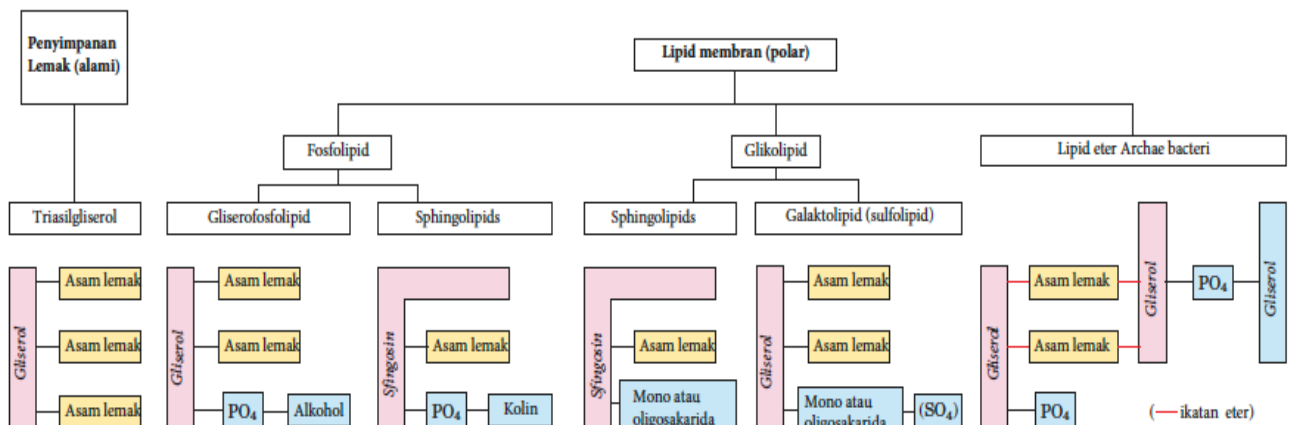 Penyimpanan
Lemak (alami)
Lipid membran (polar)
Fosfolipid
Glikolipid
Lipid eter Archae bacteri
Triasilgliserol
Gliserofosfolipid
Sphingolipids
Sphingolipids
Galaktolipid (sulfolipid)
Gliserol
Asam lemak
Asam lemak
Asam lemak
Gliserol
Asam lemak
Asam lemak
PO4
Alkohol
Sfingosin
Asam lemak
PO4
Kolin
Sfingosin
Asam lemak
Mono atau
oligosakarida
Gliserol
Asam lemak
Asam lemak
Mono atau
oligosakarida
(SO4)
Gliserol
Asam lemak
Asam lemak
PO4
Gliserol
PO4
Gliserol
(— ikatan eter)